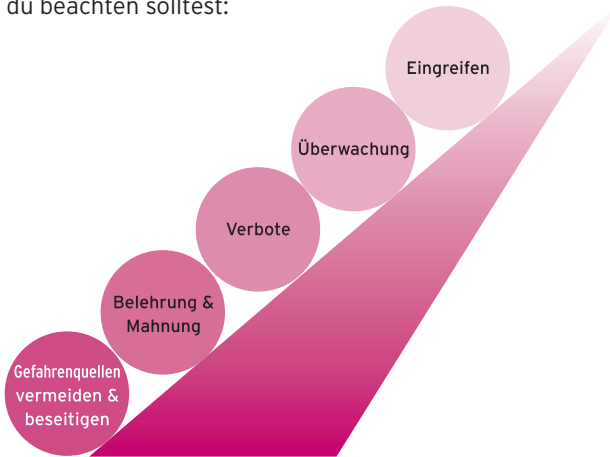 du beachten solltest:
Eingreifen
Überwachung
Verbote
Belehrung &
Mahnung
Gefahrenquellen
vermeiden &
beseitigen